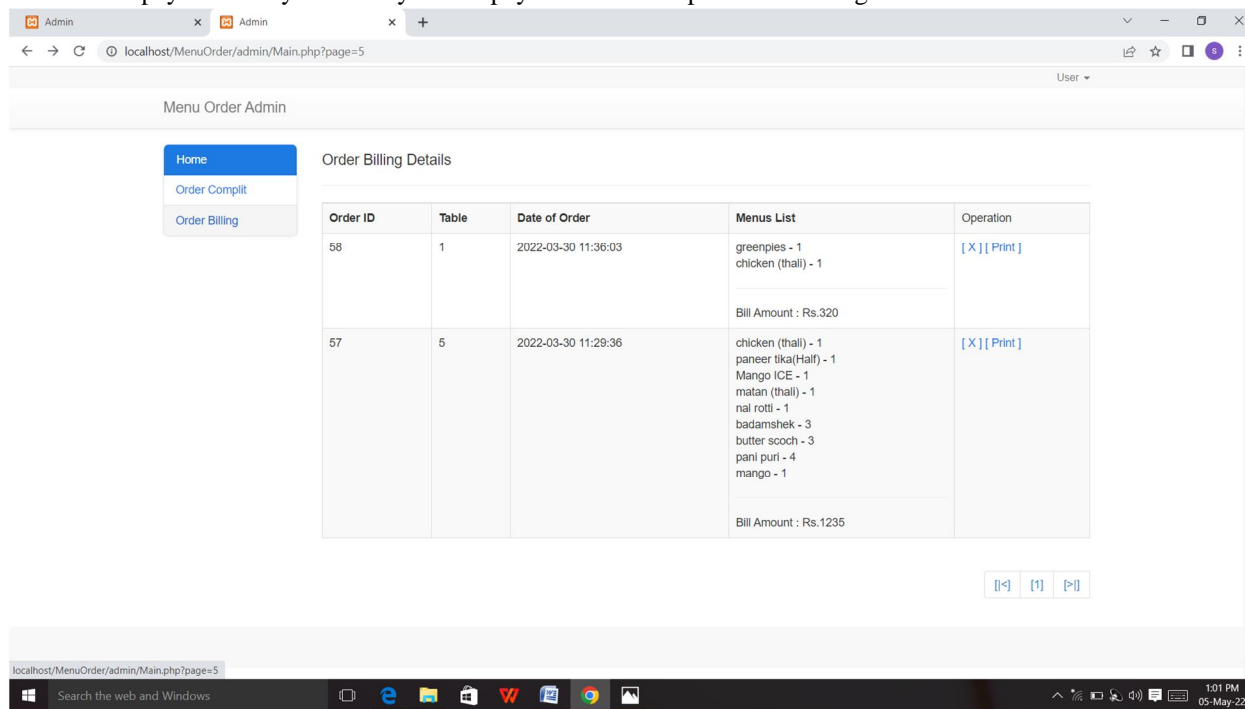 Admin
Admin
localhost/MenuOrder/admin/Main.php?page=5
S
User
Menu Order Admin
Home
Order Complit
Order Billing
Order Billing Details
Order ID Table Date of Order Menus List Operation
58 1 2022-03-30 11:36:03 greenpies - 1 [ X ] [ Print ]
chicken (thali) - 1
Bill Amount : Rs.320
57 5 2022-03-30 11:29:36 chicken (thali) - 1 [ X ] [ Print ]
paneer tika(Half) - 1
Mango ICE - 1
matan (thali) - 1
nal rotti - 1
badamshek - 3
butter scoch - 3
pani puri - 4
mango - 1
Bill Amount : Rs.1235
[|<] [1] [>|]
localhost/MenuOrder/admin/Main.php?page=5
Search the web and Windows
1:01 PM
05-May-22